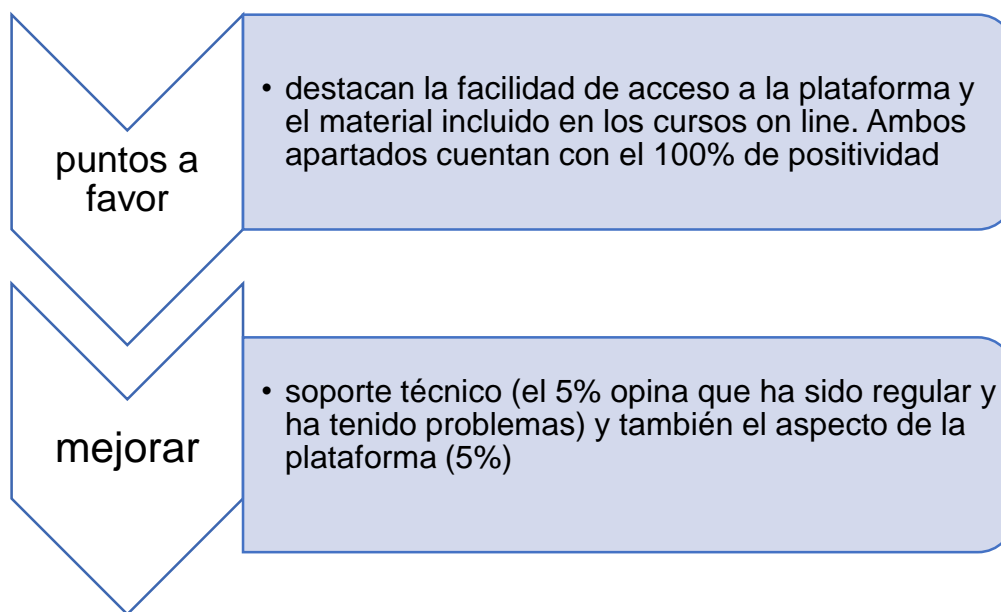 puntos a
favor
• destacan la facilidad de acceso a la plataforma y
el material incluido en los cursos on line. Ambos
apartados cuentan con el 100% de positividad
mejorar
• soporte técnico (el 5% opina que ha sido regular y
ha tenido problemas) y también el aspecto de la
plataforma (5%)